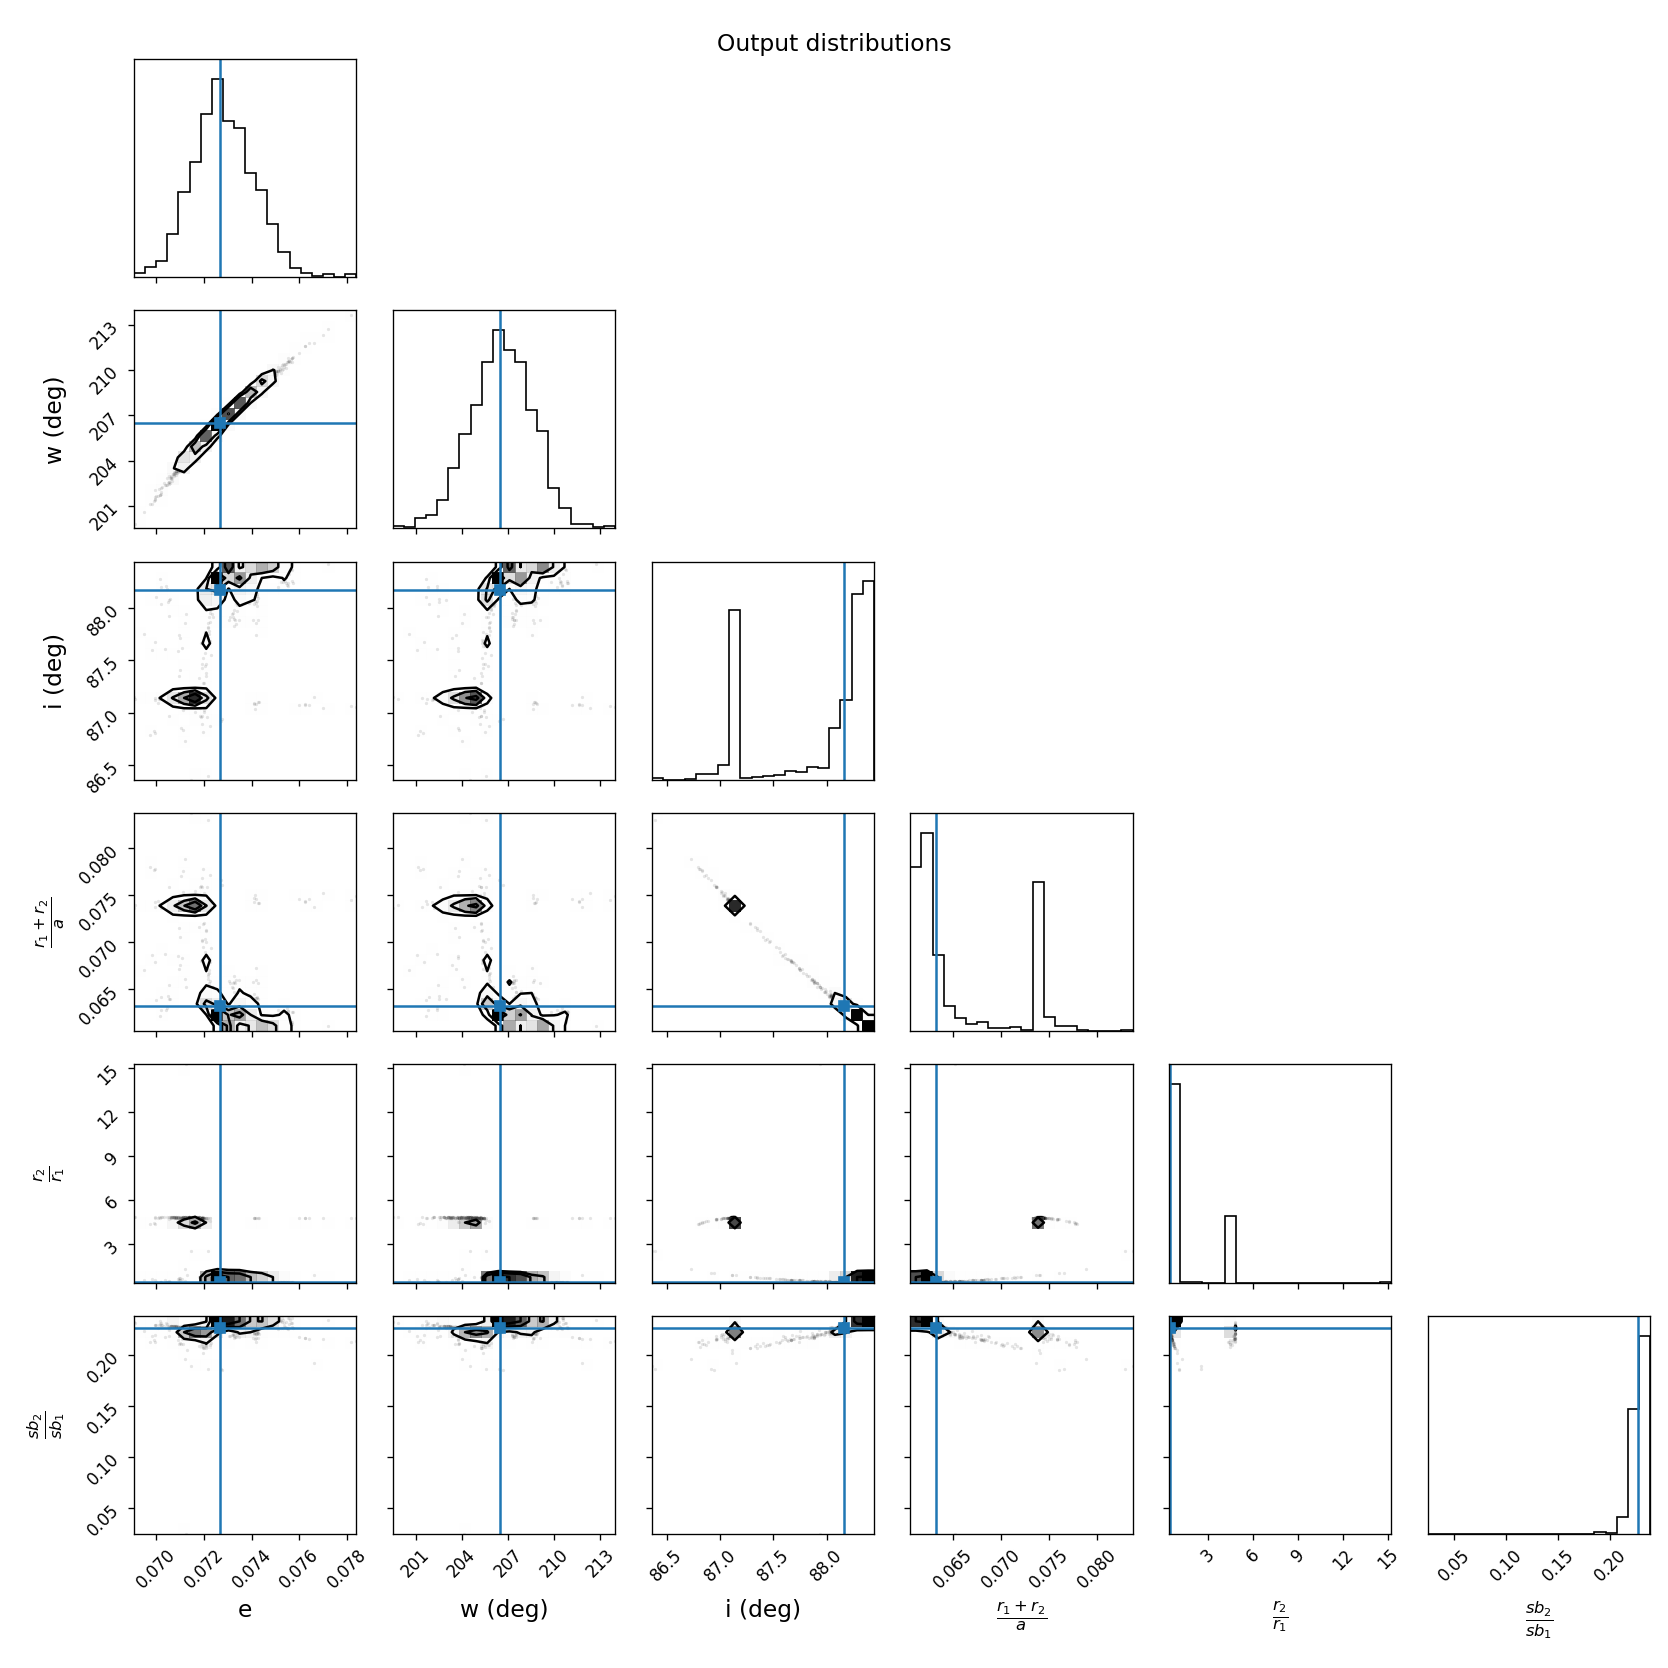 Output distributions
w (deg)
213
210
207
204
201
i (deg)
88.0
87.5
87.0
86.5
r₁ + r₂
a
0.080
0.075
0.070
0.065
r₂
r₁
15
12
9
6
3
sb₂
sb₁
0.20
0.15
0.10
0.05
0.070 0.072 0.074 0.076 0.078 201 204 207 210 213 86.5 87.0 87.5 88.0 0.065 0.070 0.075 0.080 3 6 9 12 15 0.05 0.10 0.15 0.20
e w (deg) i (deg) r₁ + r₂ r₂ sb₂
a r₁ sb₁